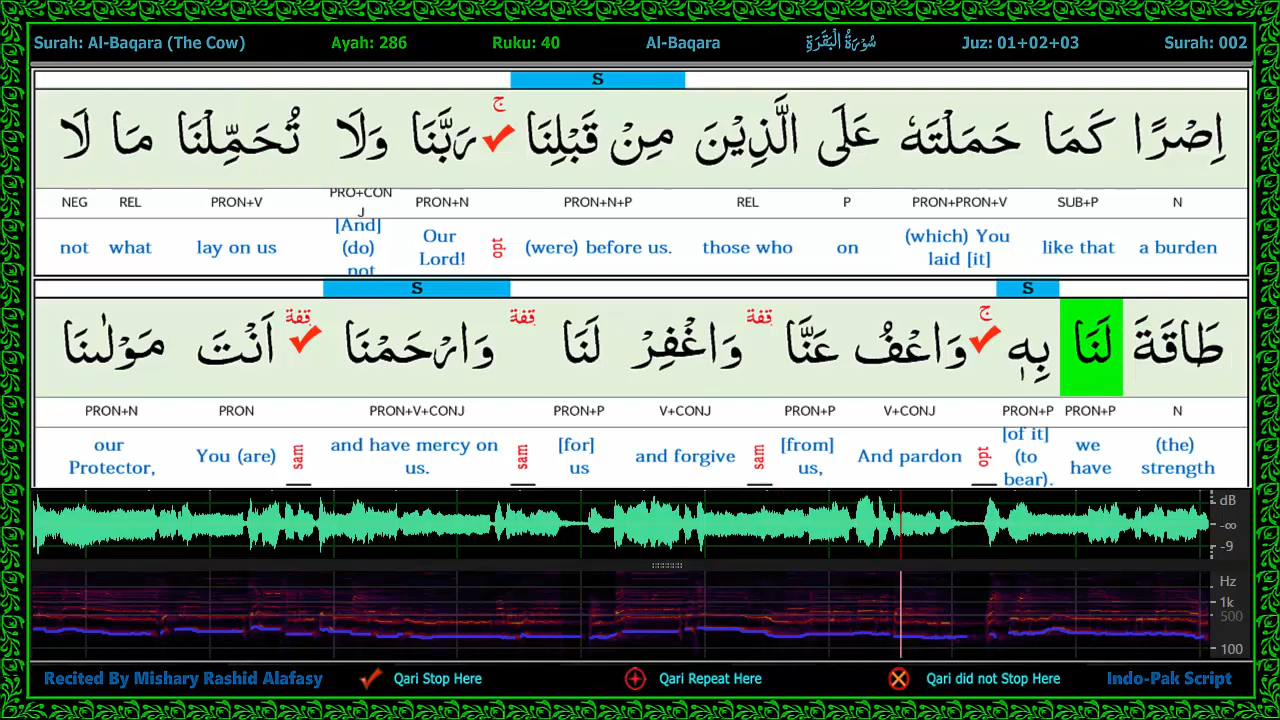 Surah: Al-Baqara (The Cow) Ayah: 286 Ruku: 40 Al-Baqara سُوْرَةُ الْبَقَرَةِ Juz: 01+02+03 Surah: 002
S
اِصْرًا كَمَا حَمَلْتَهٗ عَلَى الَّذِيْنَ مِنْ قَبْلِنَا ۚ رَبَّنَا وَلَا تُحَمِّلْنَا مَا لَا
NEG REL PRON+V PRO+CONJ PRON+N PRON+N+P REL P PRON+PRON+V SUB+P N
not what lay on us [And] (do) not Our Lord! opt (were) before us. those who on (which) You laid [it] like that a burden
S S
طَاقَةَ لَنَا بِهٖ ۚ وَاعْفُ عَنَّا قفة وَاغْفِرْ لَنَا قفة وَارْحَمْنَا قفة اَنْتَ مَوْلٰىنَا
PRON+N PRON PRON+V+CONJ PRON+P V+CONJ PRON+P V+CONJ PRON+P PRON+P N
our Protector, You (are) sam and have mercy on us. sam [for] us and forgive sam [from] us, And pardon opt [of it] (to bear). we have (the) strength
dB
-∞
-9
Hz
1k
500
100
Recited By Mishary Rashid Alafasy Qari Stop Here Qari Repeat Here Qari did not Stop Here Indo-Pak Script